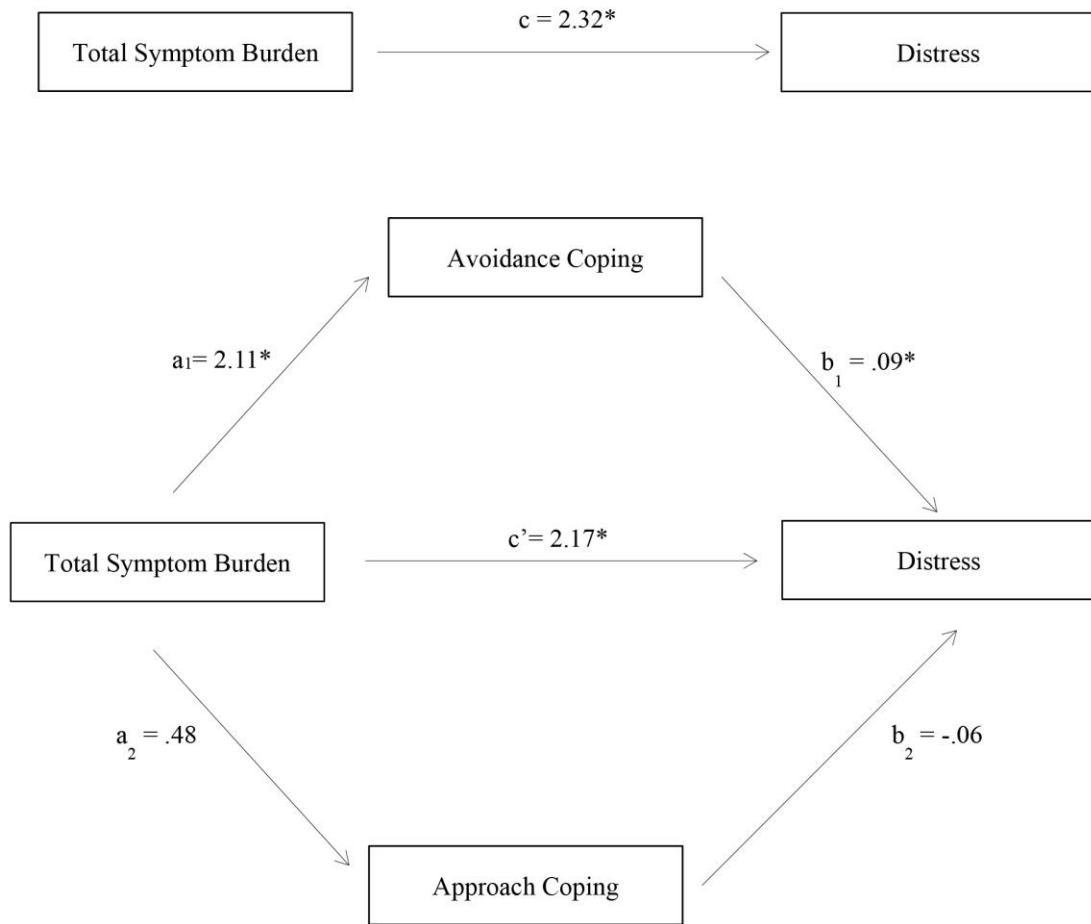 c = 2.32*
Total Symptom Burden
Distress
Avoidance Coping
a1= 2.11*
b1 = .09*
c’= 2.17*
Total Symptom Burden
Distress
a2 = .48
b2 = -.06
Approach Coping